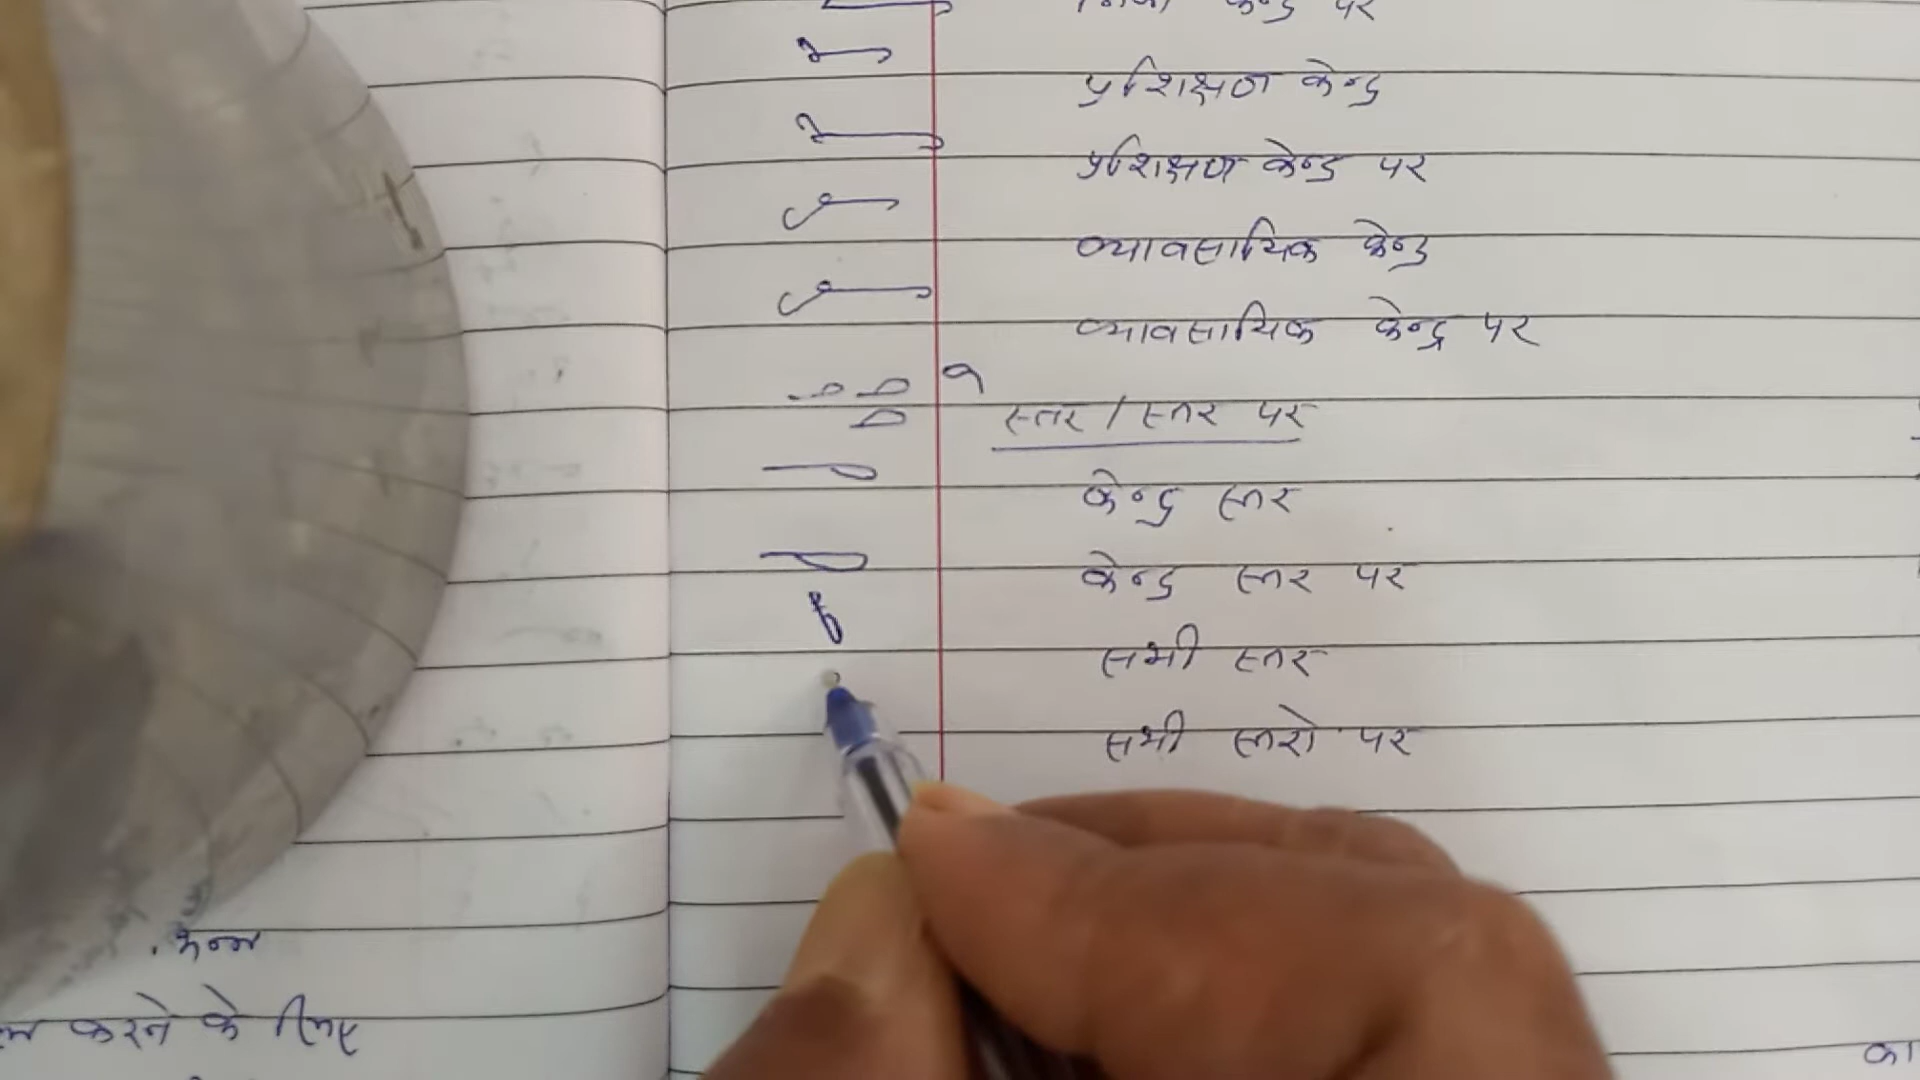 केन्द्र पर
प्रशिक्षण केन्द्र
प्रशिक्षण केन्द्र पर
व्यावसायिक केन्द्र
व्यावसायिक केन्द्र पर
स्तर / स्तर पर
केन्द्र स्तर
केन्द्र स्तर पर
सभी स्तर
सभी स्तरो पर
करने के लिए
का